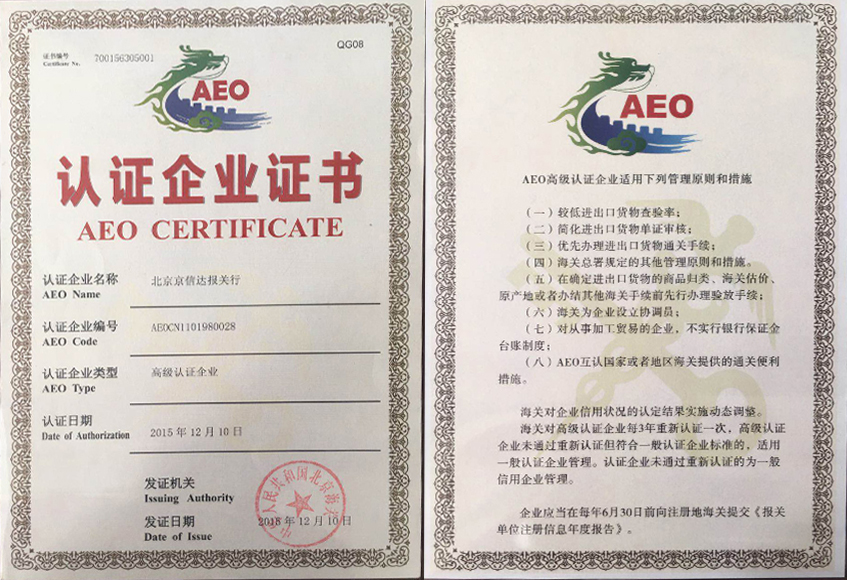 证书编号
Certificate No.
700156305001
QG08
AEO
认证企业证书
AEO CERTIFICATE
认证企业名称
AEO Name
北京京信达报关行
认证企业编号
AEO Code
AEOCN1101980028
认证企业类型
AEO Type
高级认证企业
认证日期
Date of Authorization
2015 年 12 月 10 日
发证机关
Issuing Authority
中华人民共和国北京海关
发证日期
Date of Issue
2015 年 12 月 10 日
AEO
AEO高级认证企业适用下列管理原则和措施
（一）较低进出口货物查验率；
（二）简化进出口货物单证审核；
（三）优先办理进出口货物通关手续；
（四）海关总署规定的其他管理原则和措施。
（五）在确定进出口货物的商品归类、海关估价、
原产地或者办结其他海关手续前先行办理验放手续；
（六）海关为企业设立协调员；
（七）对从事加工贸易的企业，不实行银行保证金
台账制度；
（八）AEO互认国家或者地区海关提供的通关便利
措施。
海关对企业信用状况的认定结果实施动态调整。
海关对高级认证企业每3年重新认证一次，高级认证
企业未通过重新认证但符合一般认证企业标准的，适用
一般认证企业管理。认证企业未通过重新认证的为一般
信用企业管理。
企业应当在每年6月30日前向注册地海关提交《报关
单位注册信息年度报告》。